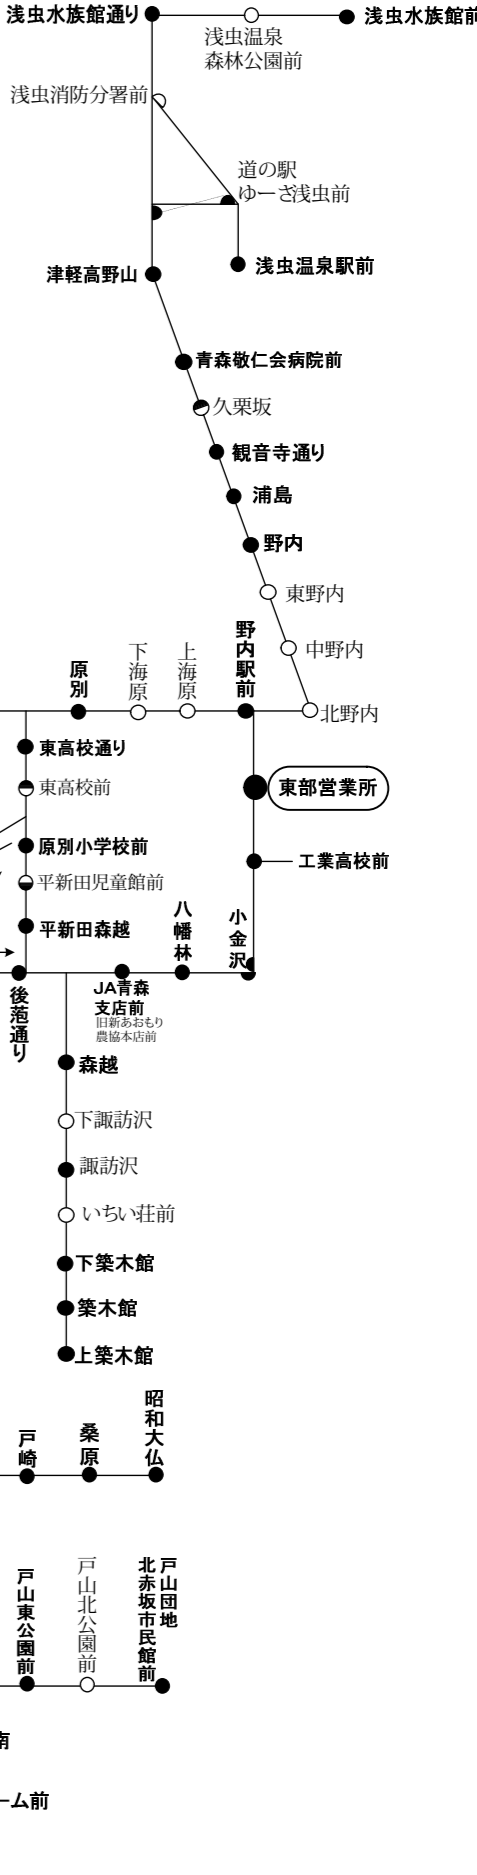 浅虫水族館通り
浅虫水族館前
浅虫温泉
森林公園前
浅虫消防分署前
道の駅
ゆーさ浅虫前
浅虫温泉駅前
津軽高野山
青森敬仁会病院前
久栗坂
観音寺通り
浦島
野内
東野内
中野内
北野内
原別
下海原
上海原
野内駅前
東高校通り
東高校前
東部営業所
原別小学校前
工業高校前
平新田児童館前
平新田森越
八幡林
小金沢
後萢通り
JA青森
支店前
旧新あおもり
農協本店前
森越
下諏訪沢
諏訪沢
いちい荘前
下築木館
築木館
上築木館
戸崎
桑原
昭和大仏
戸山東公園前
戸山北公園前
戸山団地
北赤坂市民館前
ーム前